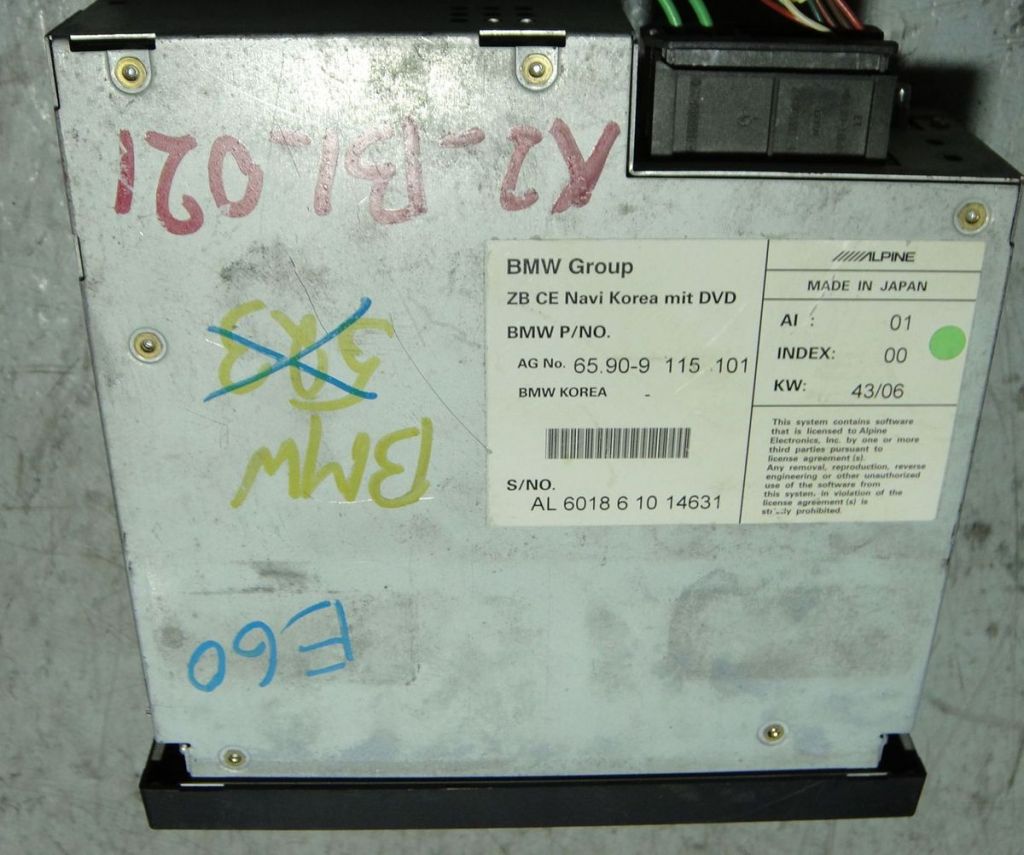 K2-B1-021
3R3
BMW
E60
BMW Group
ZB CE Navi Korea mit DVD
BMW P/NO.
AG No. 65.90-9 115 101
BMW KOREA -
S/NO.
AL 6018 6 10 14631
ALPINE
MADE IN JAPAN
AI : 01
INDEX: 00
KW: 43/06
This system contains software
that is licensed to Alpine
Electronics, Inc. by one or more
third parties pursuant to
license agreement (s).
Any removal, reproduction, reverse
engineering or other unauthorized
use of the software from
this system in violation of the
license agreement (s) is
strictly prohibited.